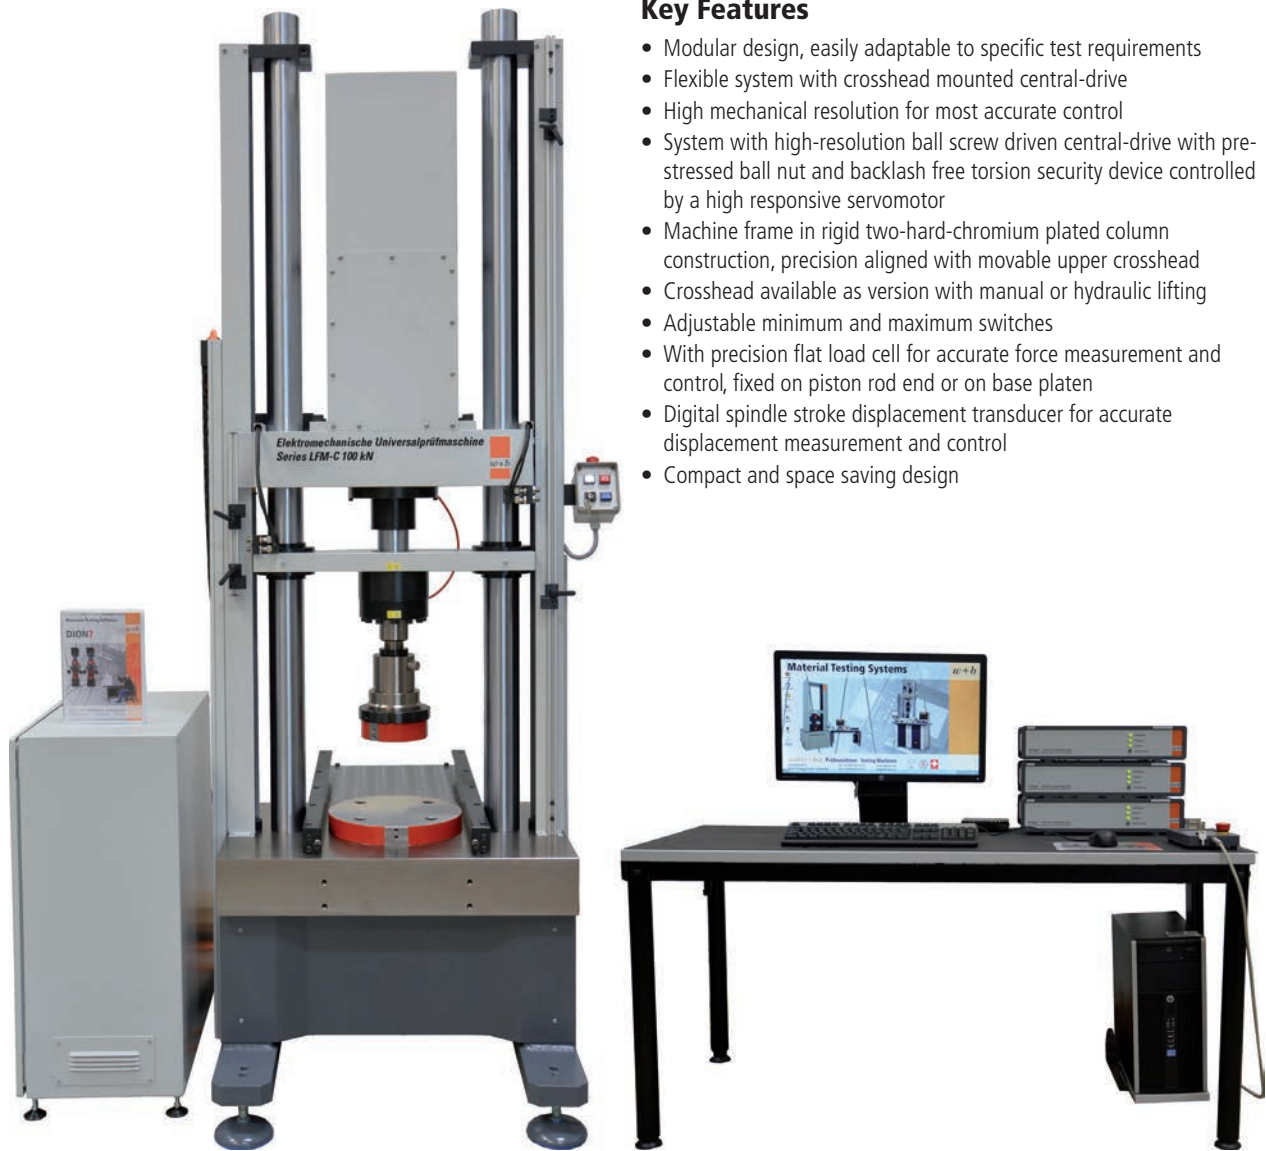 Key Features
• Modular design, easily adaptable to specific test requirements
• Flexible system with crosshead mounted central-drive
• High mechanical resolution for most accurate control
• System with high-resolution ball screw driven central-drive with pre-
stressed ball nut and backlash free torsion security device controlled
by a high responsive servomotor
• Machine frame in rigid two-hard-chromium plated column
construction, precision aligned with movable upper crosshead
• Crosshead available as version with manual or hydraulic lifting
• Adjustable minimum and maximum switches
• With precision flat load cell for accurate force measurement and
control, fixed on piston rod end or on base platen
• Digital spindle stroke displacement transducer for accurate
displacement measurement and control
• Compact and space saving design
Elektromechanische Universalprüfmaschine
Series LFM-C 100 kN
w+b
DION7
w+b
Material Testing Systems
w+b
Prüfmaschinen Testing Machines
hp